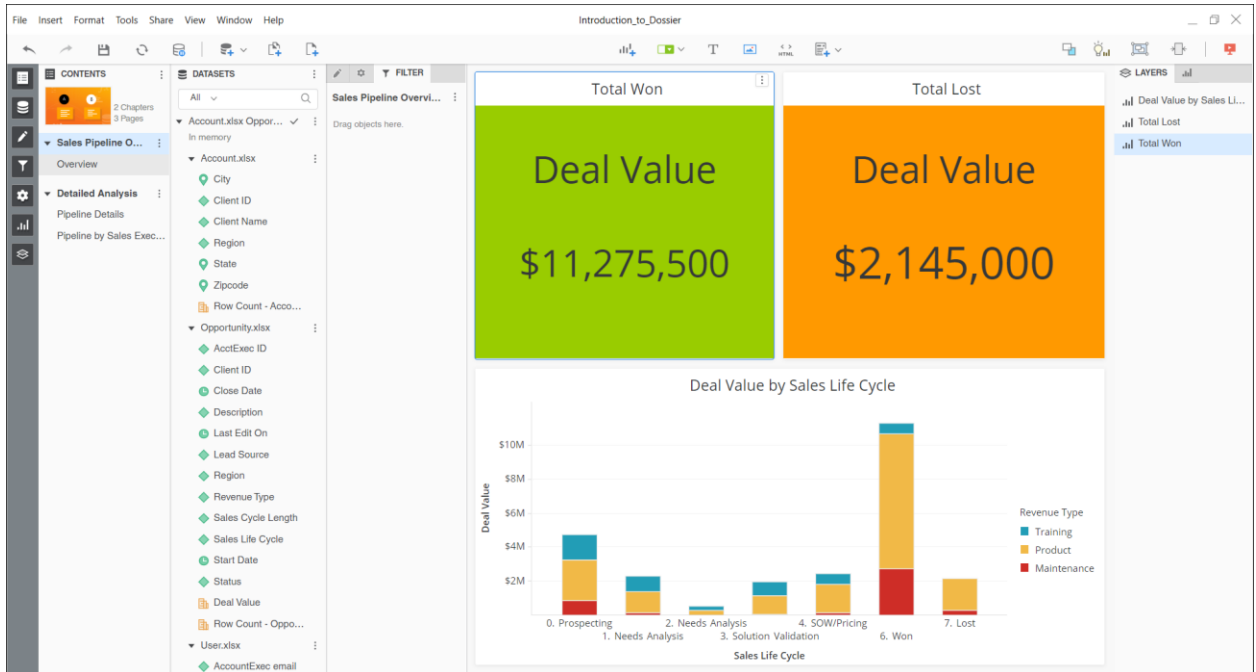 File Insert Format Tools Share View Window Help
Introduction_to_Dossier
HTML
CONTENTS
2 Chapters
3 Pages
Sales Pipeline O...
Overview
Detailed Analysis
Pipeline Details
Pipeline by Sales Exec...
DATASETS
All
Account.xlsx Oppor...
In memory
Account.xlsx
City
Client ID
Client Name
Region
State
Zipcode
Row Count - Acco...
Opportunity.xlsx
AcctExec ID
Client ID
Close Date
Description
Last Edit On
Lead Source
Region
Revenue Type
Sales Cycle Length
Sales Life Cycle
Start Date
Status
Deal Value
Row Count - Oppo...
User.xlsx
AccountExec email
FILTER
Sales Pipeline Overvi...
Drag objects here.
Total Won
Deal Value
$11,275,500
Total Lost
Deal Value
$2,145,000
Deal Value by Sales Life Cycle
Deal Value
$10M
$8M
$6M
$4M
$2M
0. Prospecting
1. Needs Analysis
2. Needs Analysis
3. Solution Validation
4. SOW/Pricing
6. Won
7. Lost
Sales Life Cycle
Revenue Type
Training
Product
Maintenance
LAYERS
Deal Value by Sales Li...
Total Lost
Total Won